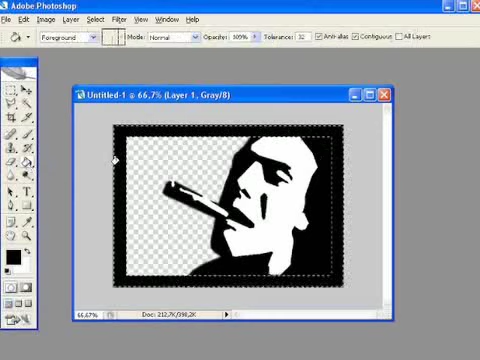 Adobe Photoshop
File Edit Image Layer Select Filter View Window Help
Foreground Mode: Normal Opacity: 100% Tolerance: 32 Anti-alias Contiguous All Layers
Untitled-1 @ 66,7% (Layer 1, Gray/8)
66,67% Doc: 212,7K/398,2K